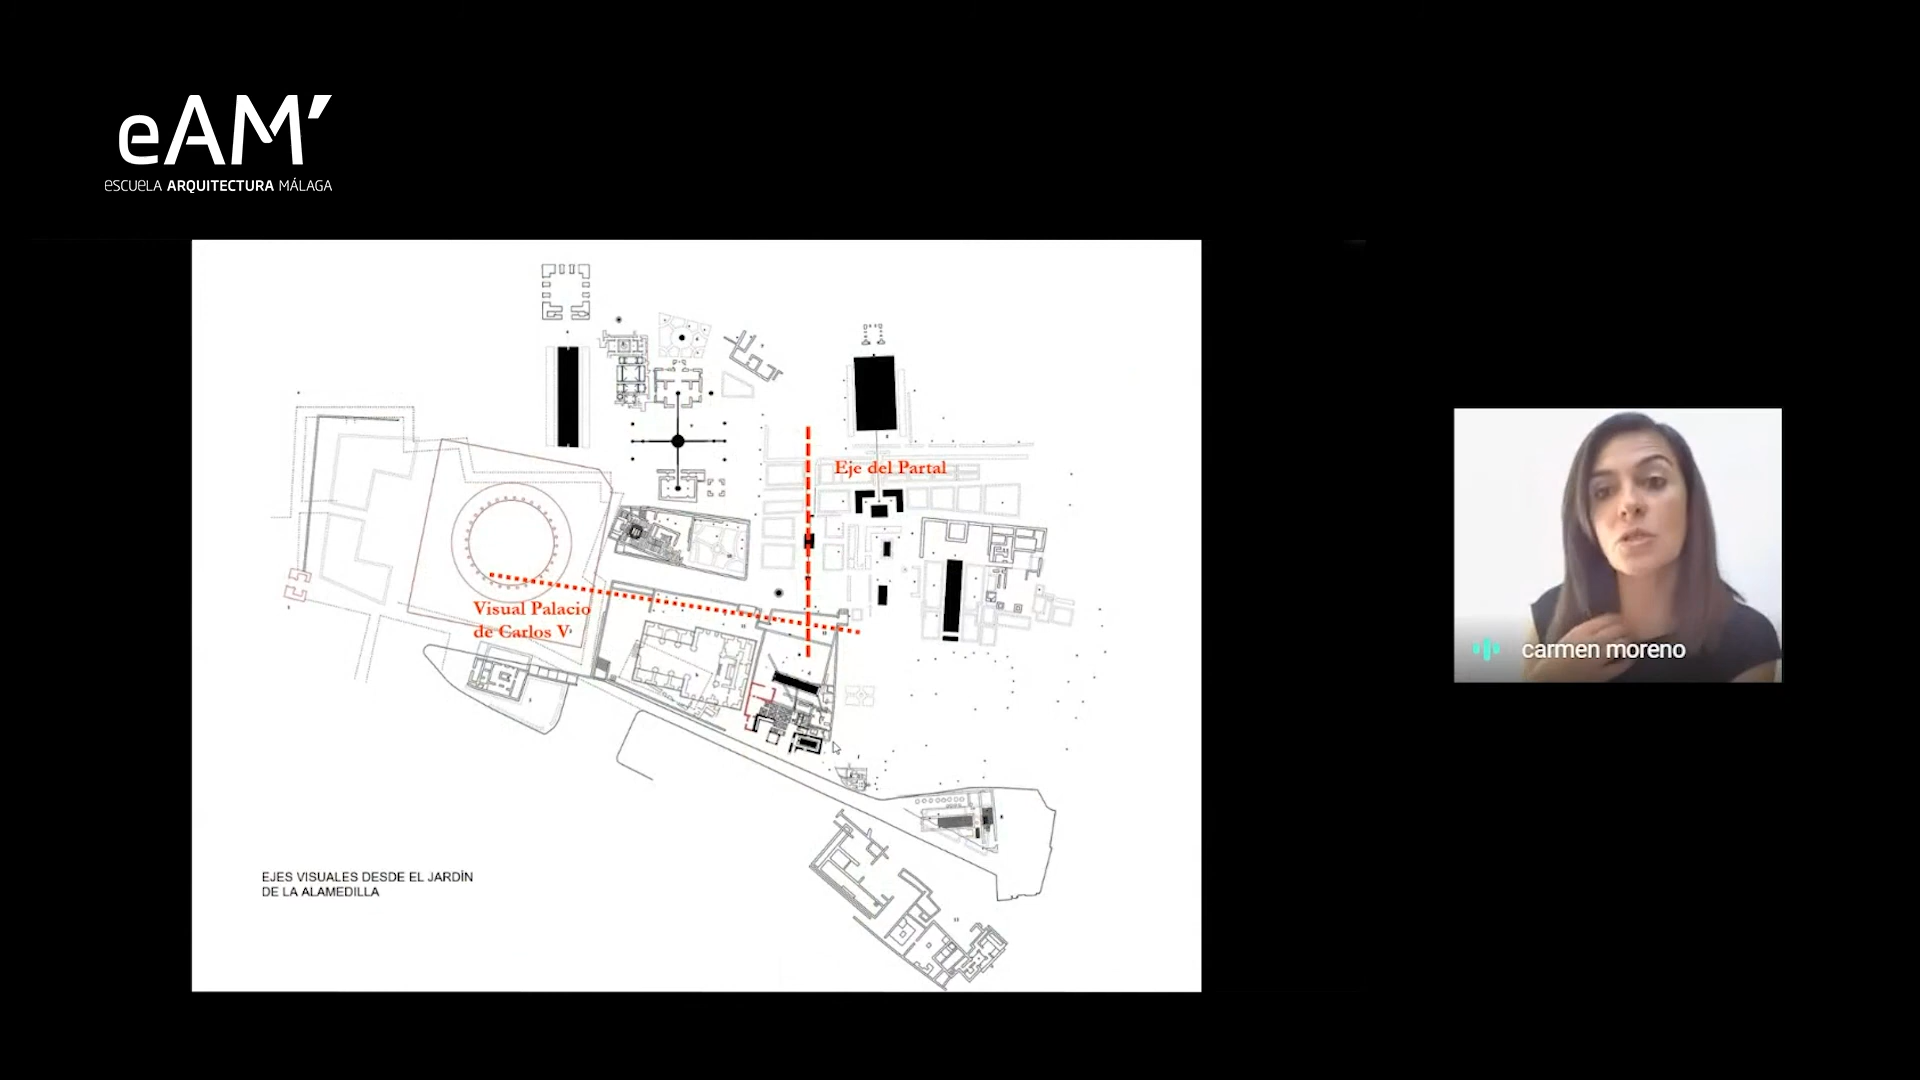 eAM'
eSCUeLA ARQUITECTURA MÁLAGA
Eje del Partal
Visual Palacio
de Carlos V
carmen moreno
EJES VISUALES DESDE EL JARDÍN
DE LA ALAMEDILLA